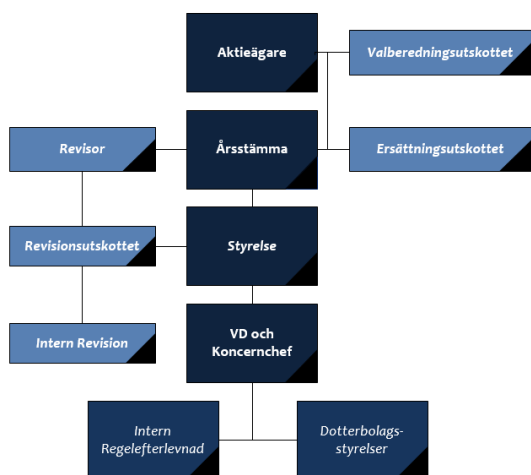 Aktieägare
Valberedningsutskottet
Revisor
Årsstämma
Ersättningsutskottet
Revisionsutskottet
Styrelse
Intern Revision
VD och
Koncernchef
Intern
Regelefterlevnad
Dotterbolags-
styrelser